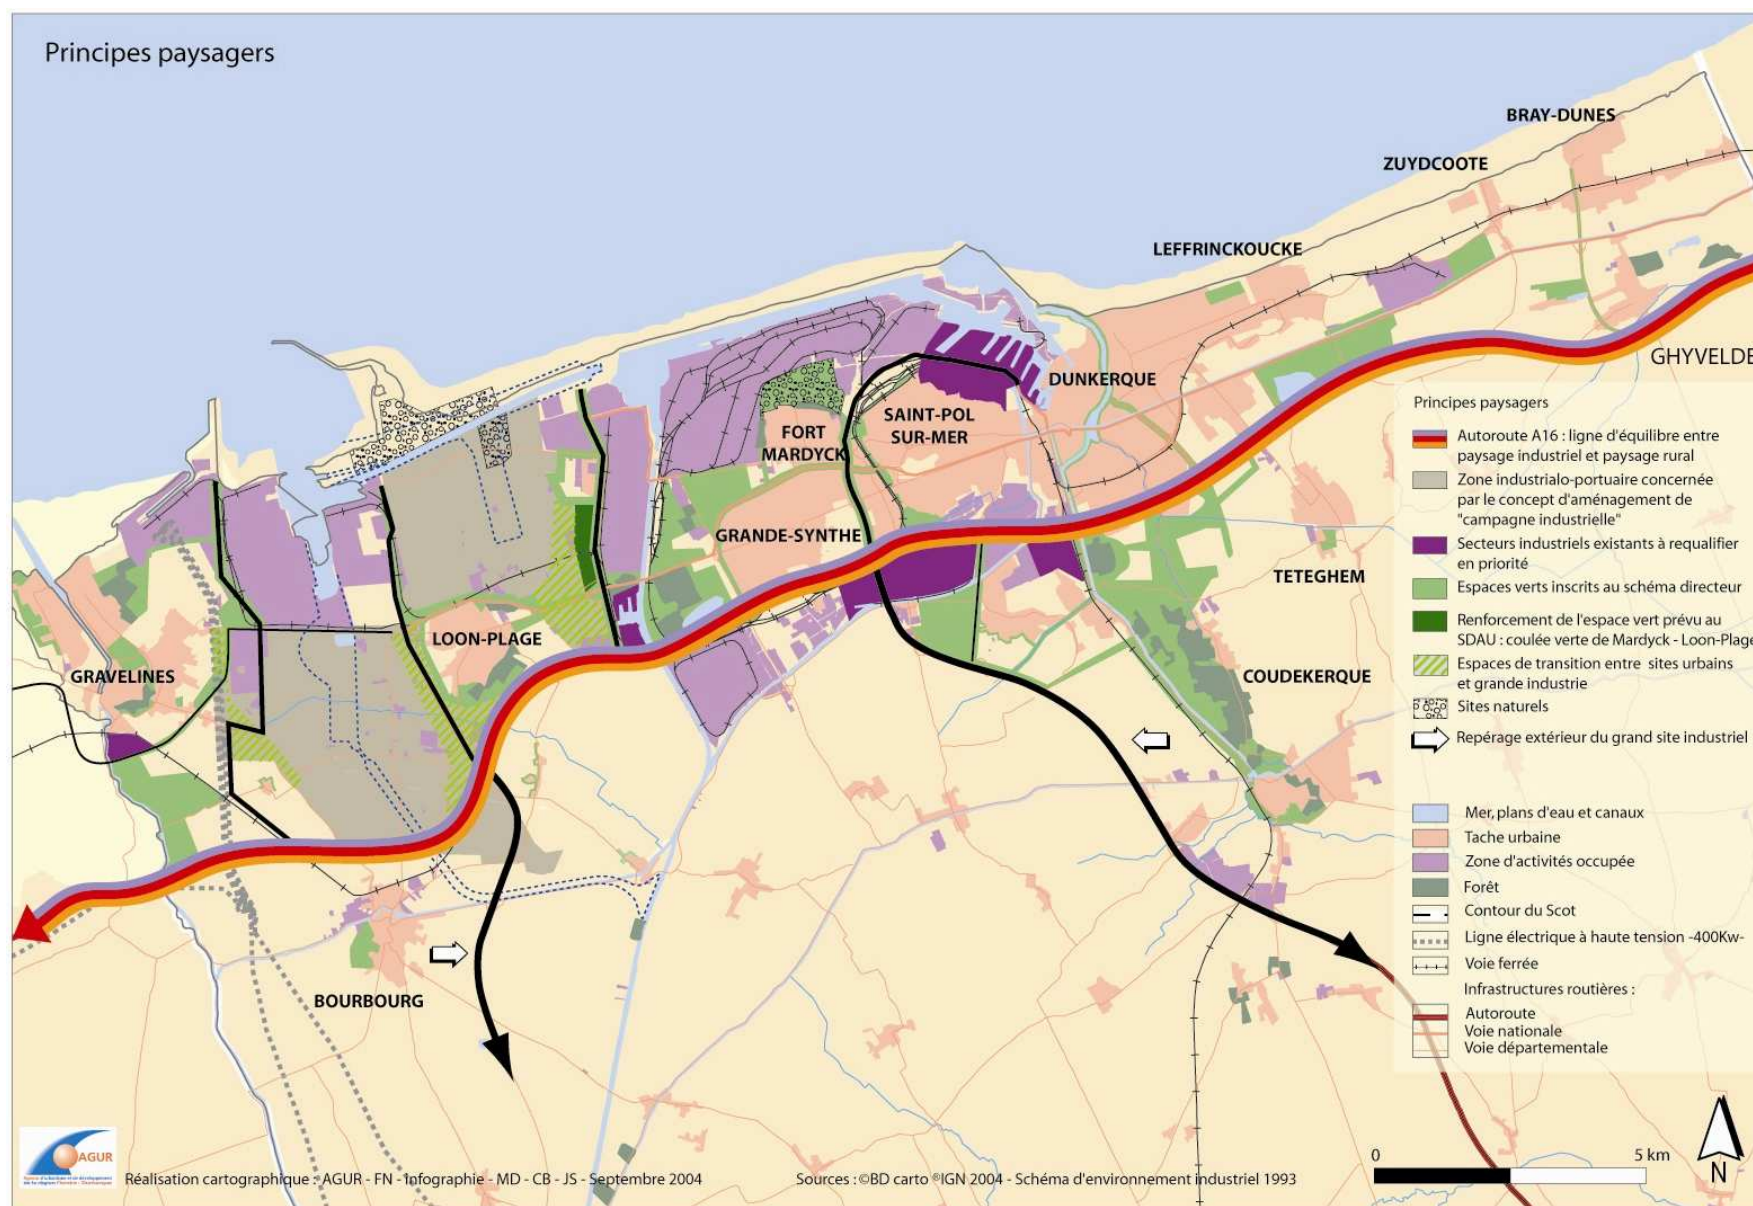 Principes paysagers
BRAY-DUNES
ZUYDCOOTE
LEFFRINCKOUCKE
GHYVELDE
DUNKERQUE
SAINT-POL
SUR-MER
FORT
MARDYCK
GRANDE-SYNTHE
TETEGHEM
LOON-PLAGE
GRAVELINES
COUDEKERQUE
BOURBOURG
Principes paysagers
Autoroute A16 : ligne d'équilibre entre
paysage industriel et paysage rural
Zone industrialo-portuaire concernée
par le concept d'aménagement de
"campagne industrielle"
Secteurs industriels existants à requalifier
en priorité
Espaces verts inscrits au schéma directeur
Renforcement de l'espace vert prévu au
SDAU : coulée verte de Mardyck - Loon-Plage
Espaces de transition entre sites urbains
et grande industrie
Sites naturels
Repérage extérieur du grand site industriel
Mer, plans d'eau et canaux
Tache urbaine
Zone d'activités occupée
Forêt
Contour du Scot
Ligne électrique à haute tension -400Kw-
Voie ferrée
Infrastructures routières :
Autoroute
Voie nationale
Voie départementale
0 5 km
N
AGUR
Réalisation cartographique : AGUR - FN - Infographie - MD - CB - JS - Septembre 2004
Sources : ©BD carto ®IGN 2004 - Schéma d'environnement industriel 1993